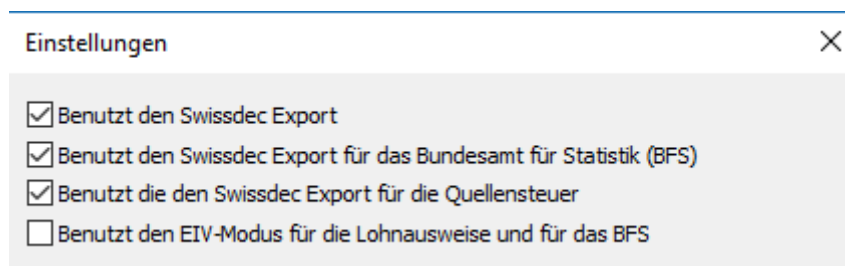 Einstellungen
Benutzt den Swissdec Export
Benutzt den Swissdec Export für das Bundesamt für Statistik (BFS)
Benutzt die den Swissdec Export für die Quellensteuer
Benutzt den EIV-Modus für die Lohnausweise und für das BFS